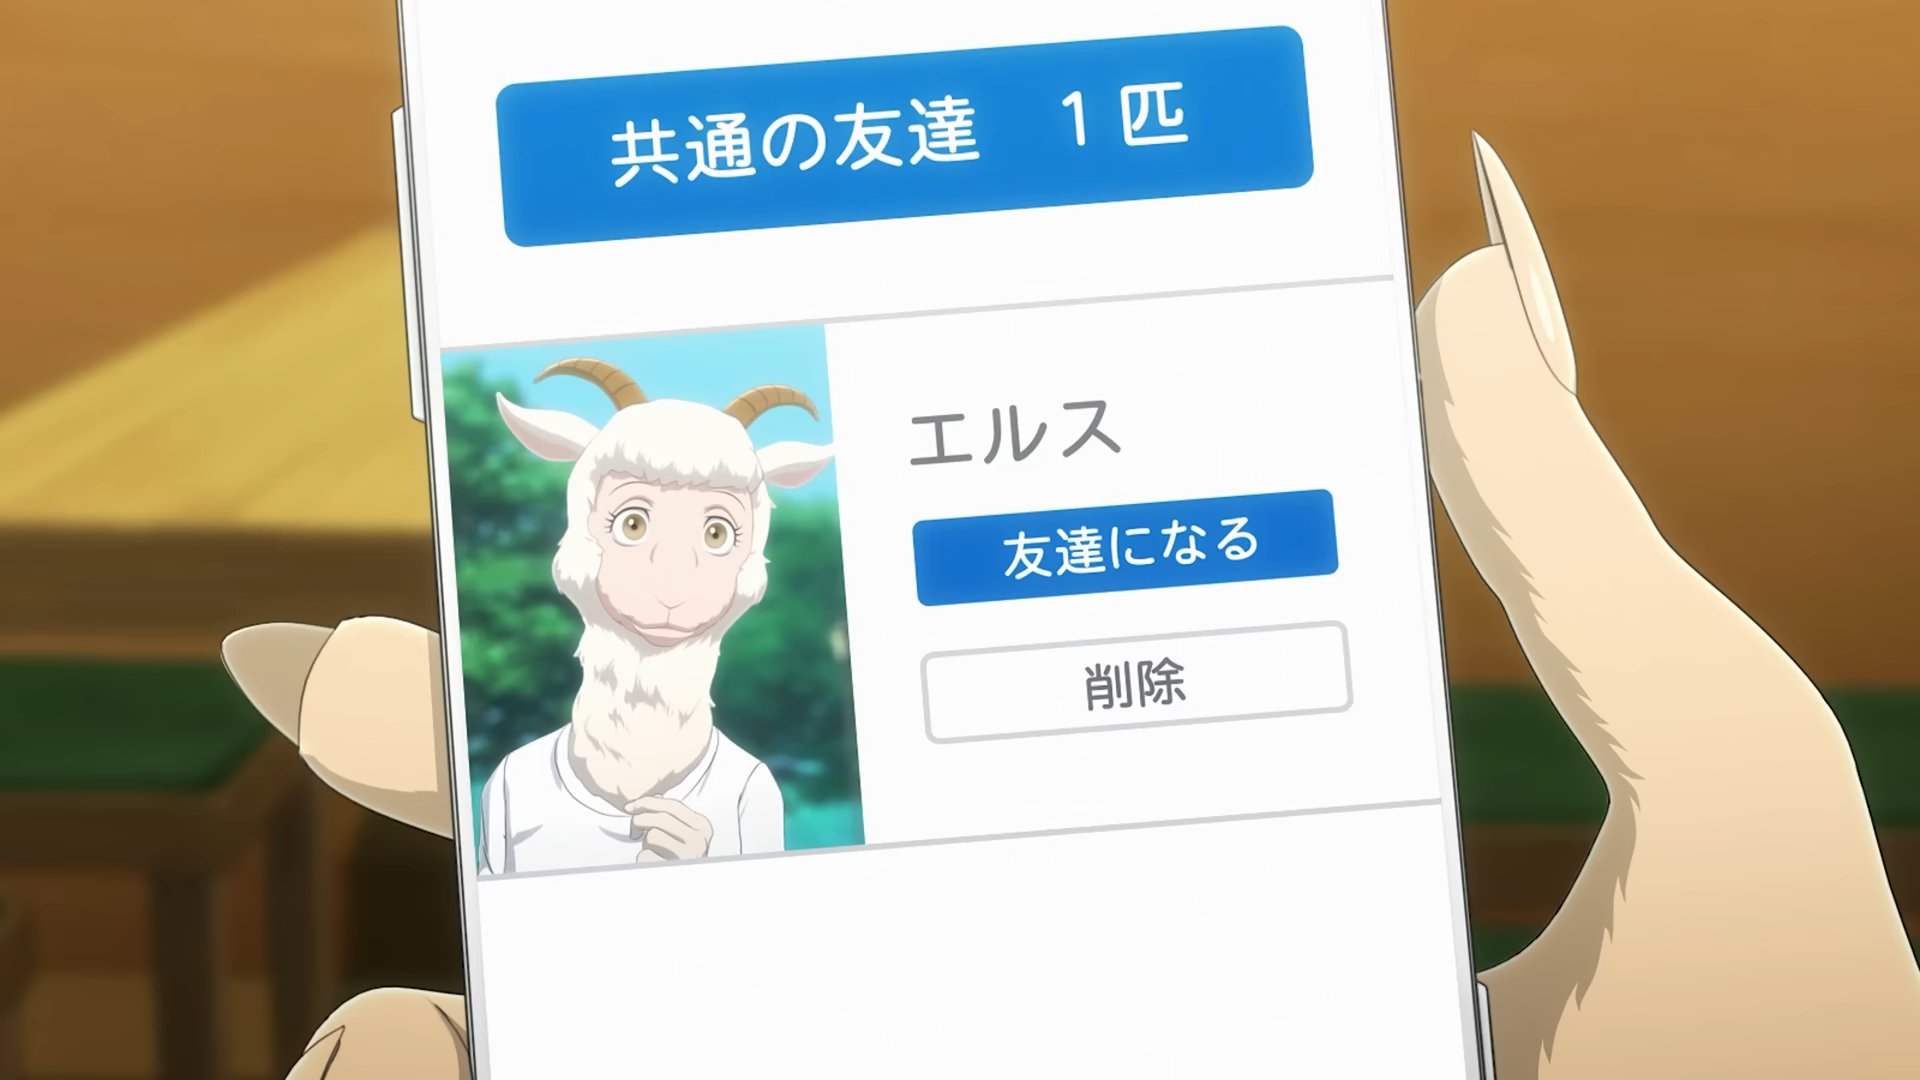 共通の友達　1匹
エルス
友達になる
削除